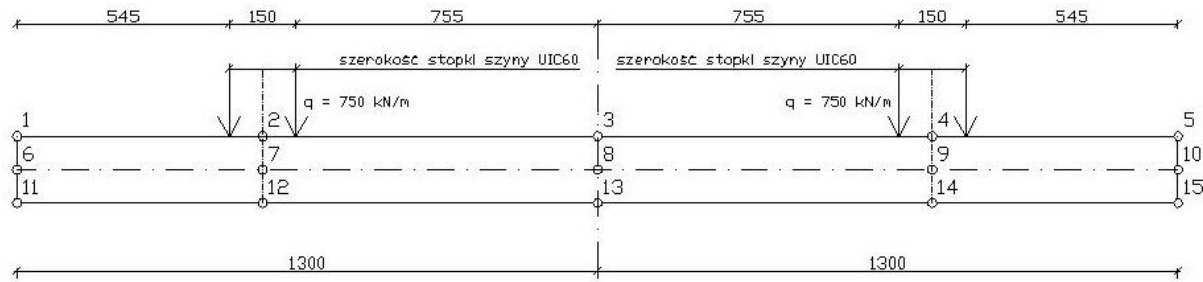 545 150 755 755 150 545
szerokość stopki szyny UIC60 szerokość stopki szyny UIC60
q = 750 kN/m q = 750 kN/m
1 2 3 4 5
6 7 8 9 10
11 12 13 14 15
1300 1300